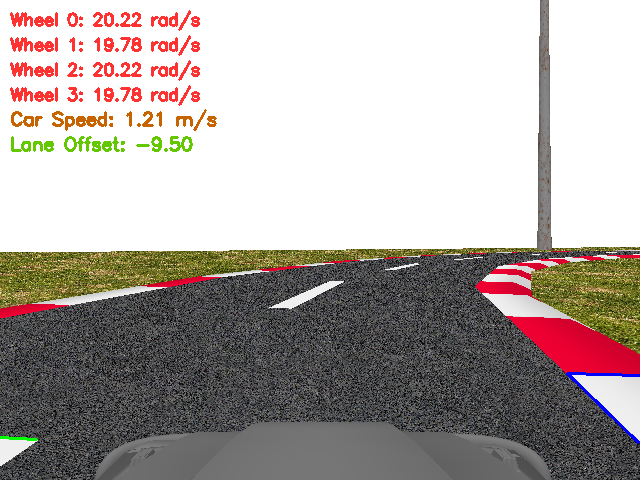 Wheel 0: 20.22 rad/s
Wheel 1: 19.78 rad/s
Wheel 2: 20.22 rad/s
Wheel 3: 19.78 rad/s
Car Speed: 1.21 m/s
Lane Offset: -9.50